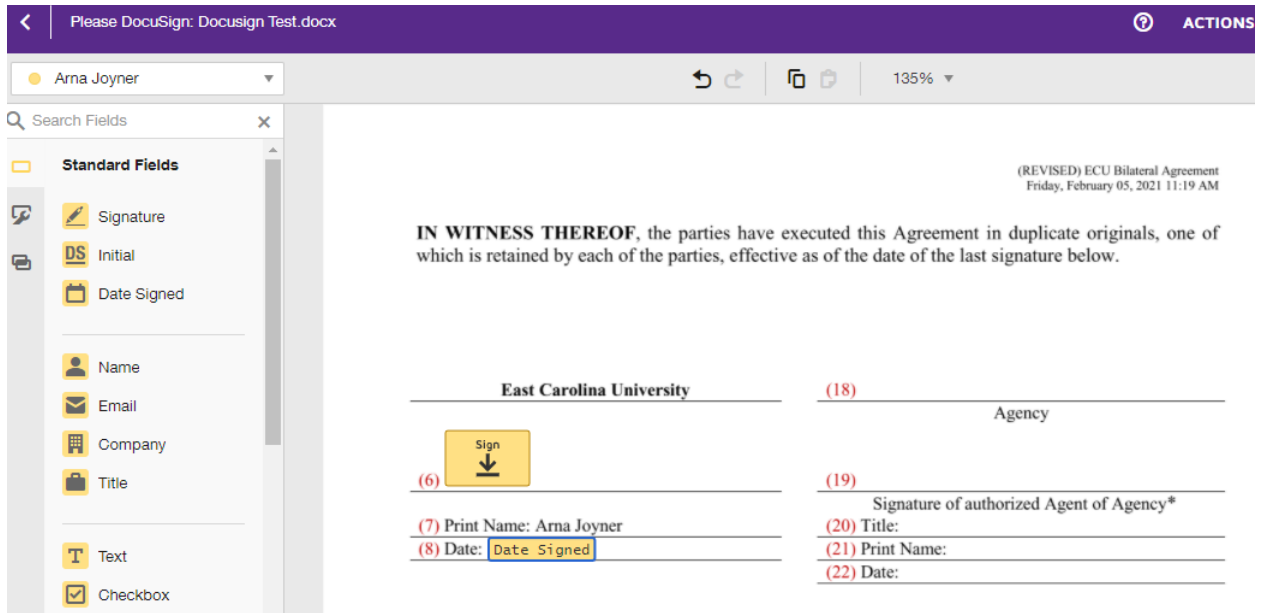 Please DocuSign: Docusign Test.docx
ACTIONS
Arna Joyner
135%
Search Fields
Standard Fields
Signature
DS Initial
Date Signed
Name
Email
Company
Title
T Text
Checkbox
(REVISED) ECU Bilateral Agreement
Friday, February 05, 2021 11:19 AM
IN WITNESS THEREOF, the parties have executed this Agreement in duplicate originals, one of
which is retained by each of the parties, effective as of the date of the last signature below.
East Carolina University
Sign
(6)
(7) Print Name: Arna Joyner
(8) Date: Date Signed
(18)
Agency
(19)
Signature of authorized Agent of Agency*
(20) Title:
(21) Print Name:
(22) Date: